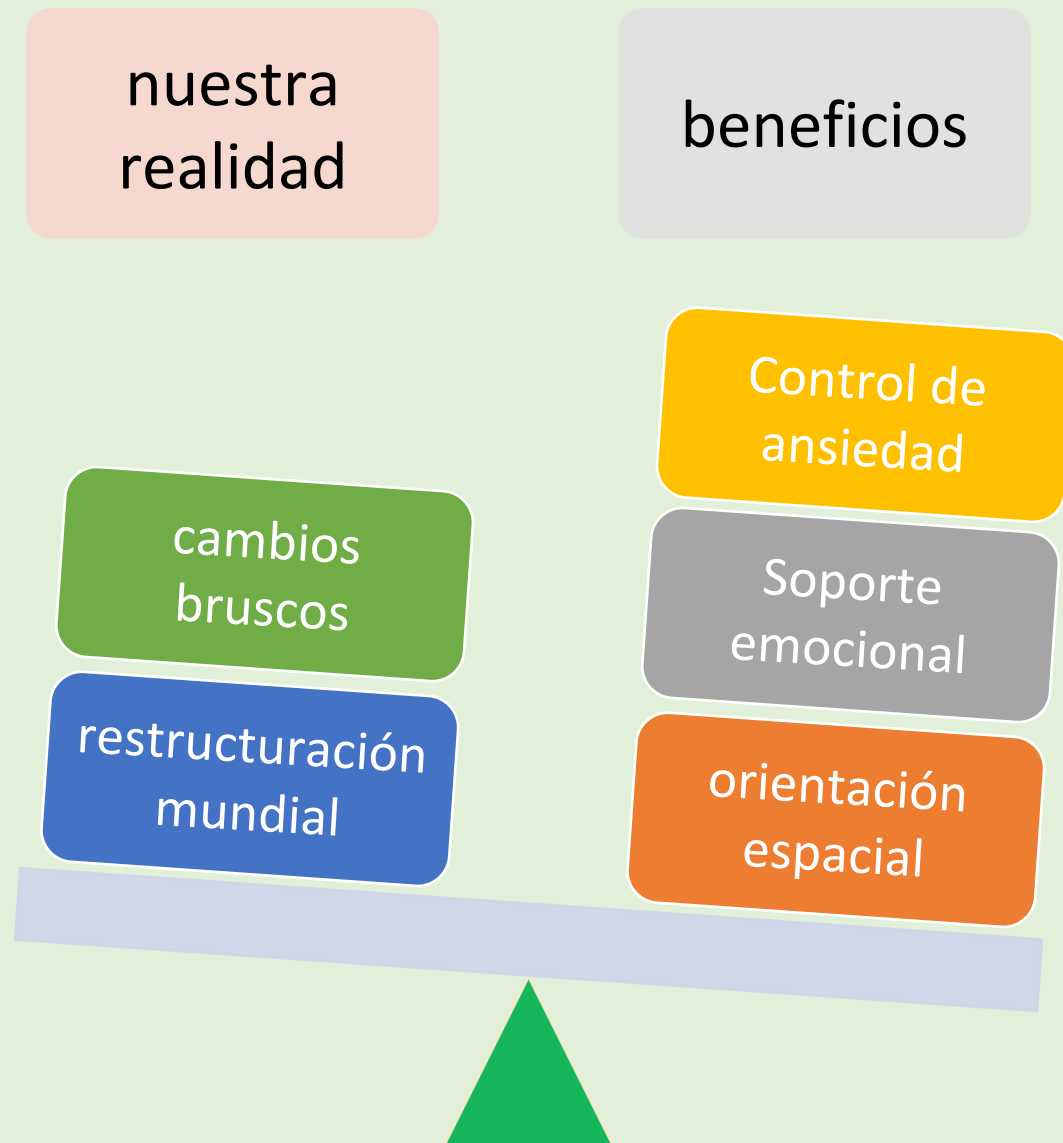 nuestra
realidad
beneficios
cambios
bruscos
restructuración
mundial
Control de
ansiedad
Soporte
emocional
orientación
espacial